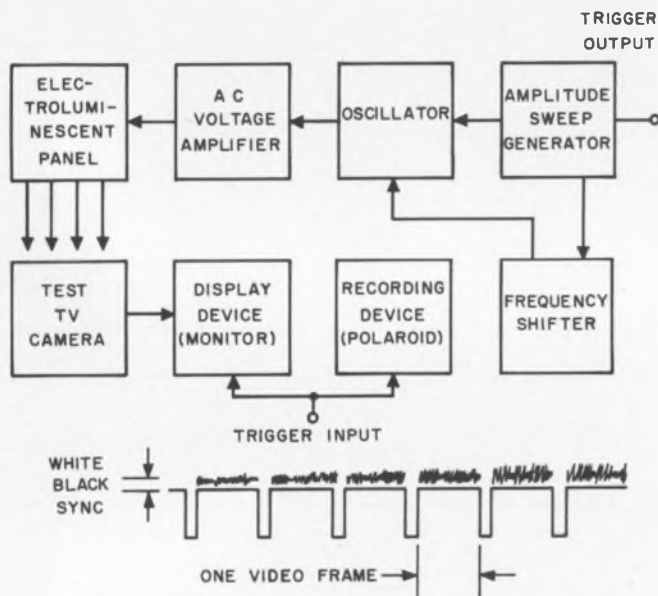 TRIGGER
OUTPUT
ELEC-
TROLUMI-
NESCENT
PANEL
A C
VOLTAGE
AMPLIFIER
OSCILLATOR
AMPLITUDE
SWEEP
GENERATOR
TEST
TV
CAMERA
DISPLAY
DEVICE
(MONITOR)
RECORDING
DEVICE
(POLAROID)
FREQUENCY
SHIFTER
TRIGGER INPUT
WHITE
BLACK
SYNC
ONE VIDEO FRAME